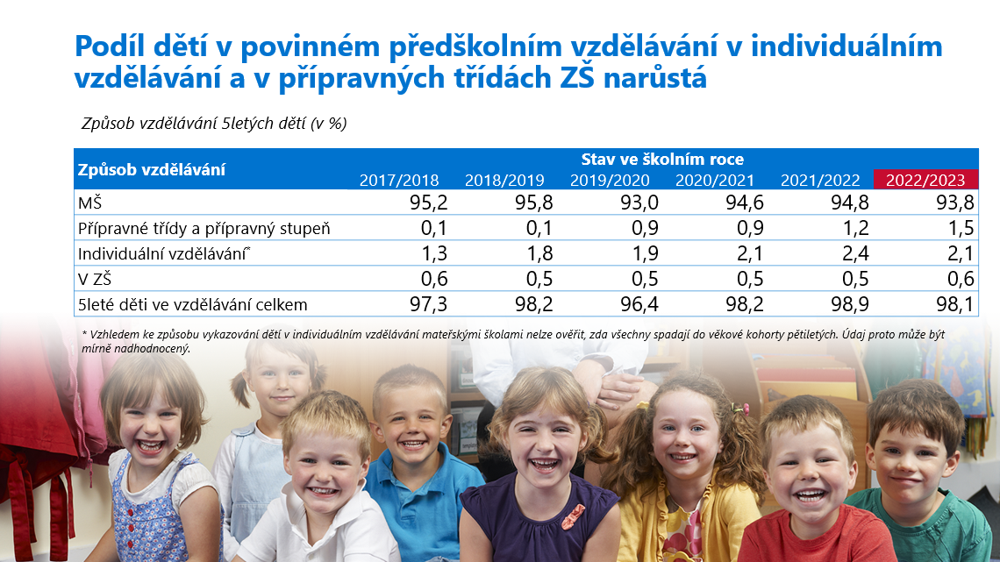 Podíl dětí v povinném předškolním vzdělávání v individuálním
vzdělávání a v přípravných třídách ZŠ narůstá
Způsob vzdělávání 5letých dětí (v %)
Způsob vzdělávání Stav ve školním roce
2017/2018 2018/2019 2019/2020 2020/2021 2021/2022 2022/2023
MŠ 95,2 95,8 93,0 94,6 94,8 93,8
Přípravné třídy a přípravný stupeň 0,1 0,1 0,9 0,9 1,2 1,5
Individuální vzdělávání* 1,3 1,8 1,9 2,1 2,4 2,1
V ZŠ 0,6 0,5 0,5 0,5 0,5 0,6
5leté děti ve vzdělávání celkem 97,3 98,2 96,4 98,2 98,9 98,1
* Vzhledem ke způsobu vykazování dětí v individuálním vzdělávání mateřskými školami nelze ověřit, zda všechny spadají do věkové kohorty pětiletých. Údaj proto může být
mírně nadhodnocený.